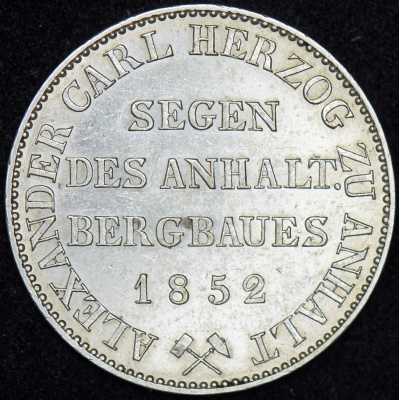 ALEXANDER CARL HERZOG ZU ANHALT
SEGEN
DES ANHALT.
BERGBAUES
1852